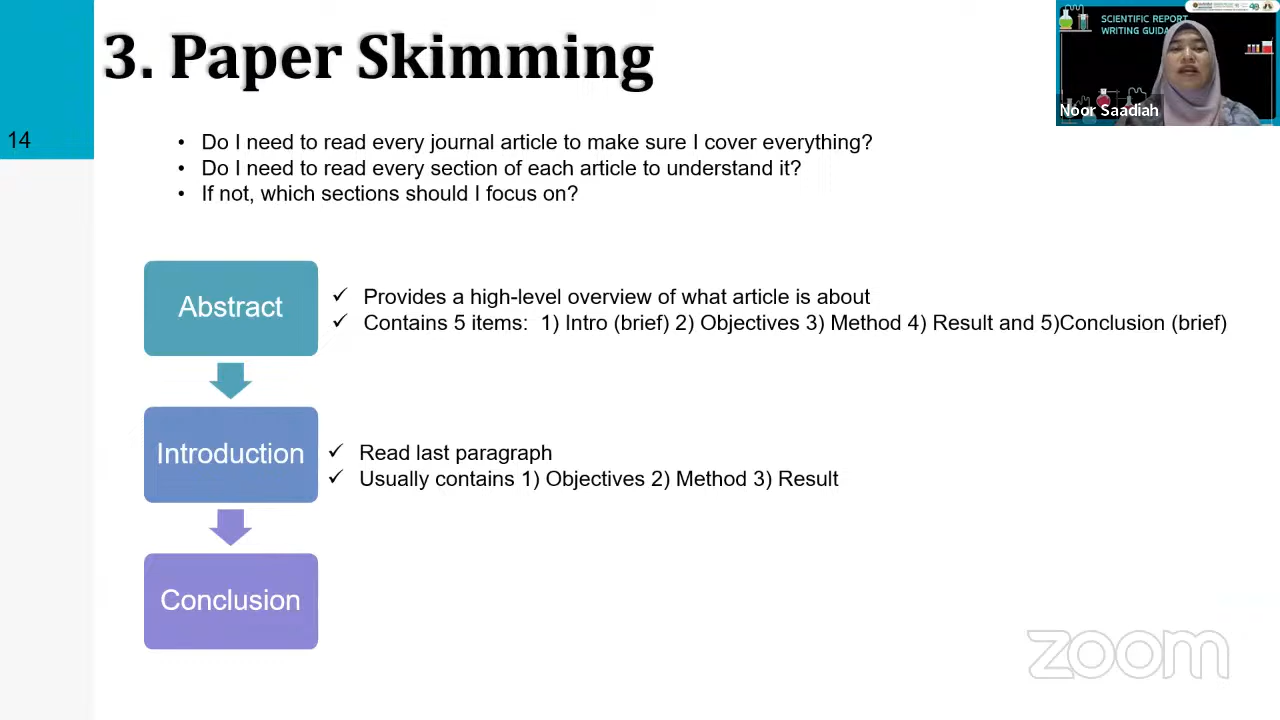 3. Paper Skimming
SCIENTIFIC REPORT
WRITING GUIDA
Noor Saadiah
14
• Do I need to read every journal article to make sure I cover everything?
• Do I need to read every section of each article to understand it?
• If not, which sections should I focus on?
Abstract
✓ Provides a high-level overview of what article is about
✓ Contains 5 items: 1) Intro (brief) 2) Objectives 3) Method 4) Result and 5)Conclusion (brief)
Introduction
✓ Read last paragraph
✓ Usually contains 1) Objectives 2) Method 3) Result
Conclusion
zoom